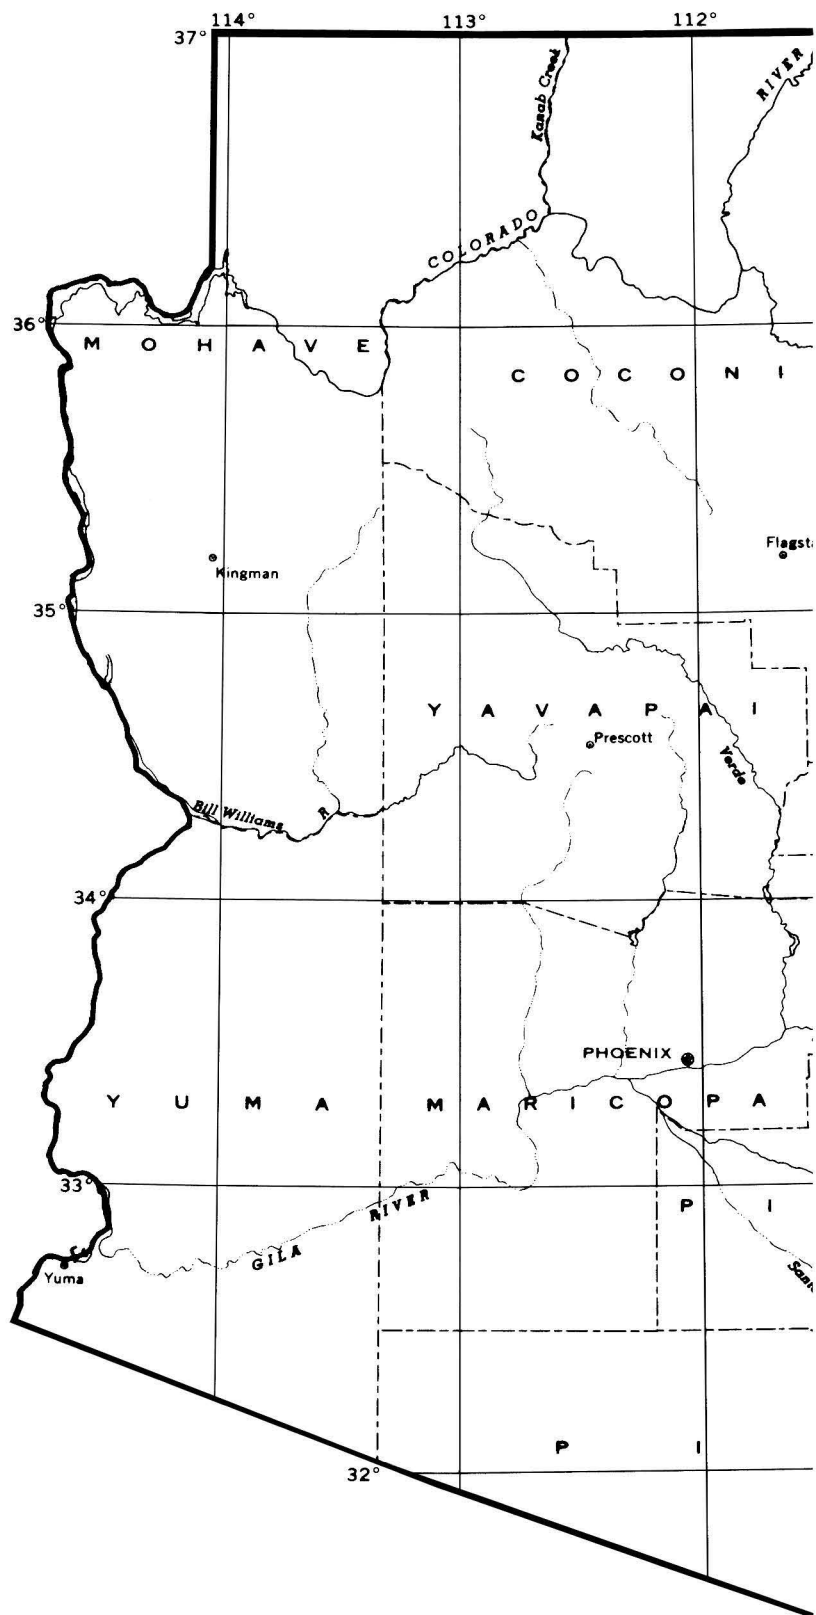 114° 113° 112°
37°
Kanab Creek
RIVER
COLORADO
36°
M O H A V E
C O C O N I
Flagsta
Kingman
35°
Y A V A P A I
Prescott
Verde
Bill Williams R
34°
PHOENIX
Y U M A M A R I C O P A
33°
P I
GILA RIVER
Santa
Yuma
P I
32°